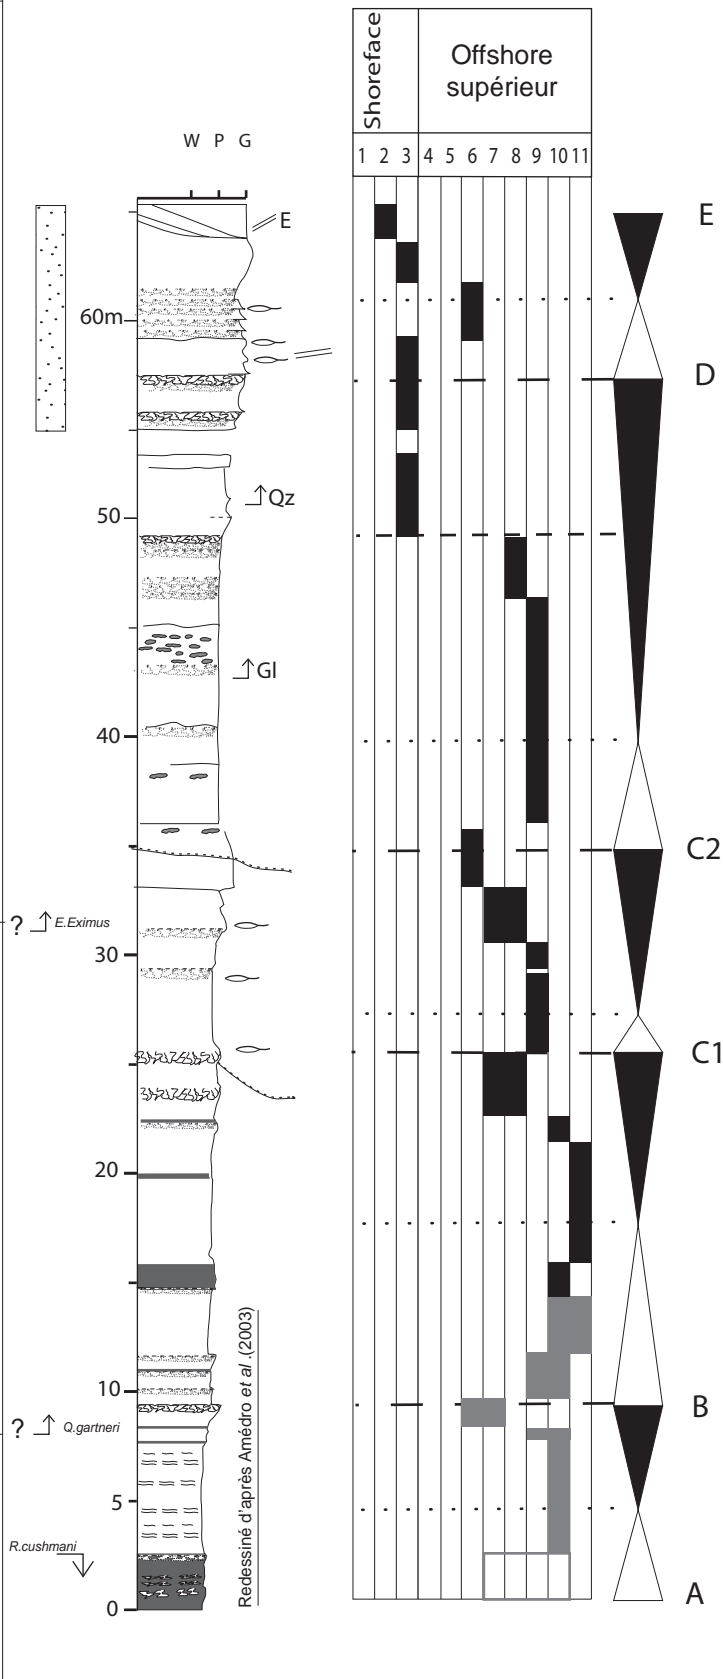 Shoreface
Offshore
supérieur
W P G
1 2 3 4 5 6 7 8 9 10 11
E
E
60m
D
50
Qz
Gl
40
C2
? E.Eximus
30
C1
20
Redessiné d'après Amédro et al .(2003)
10
B
? Q.gartneri
5
R.cushmani
A
0